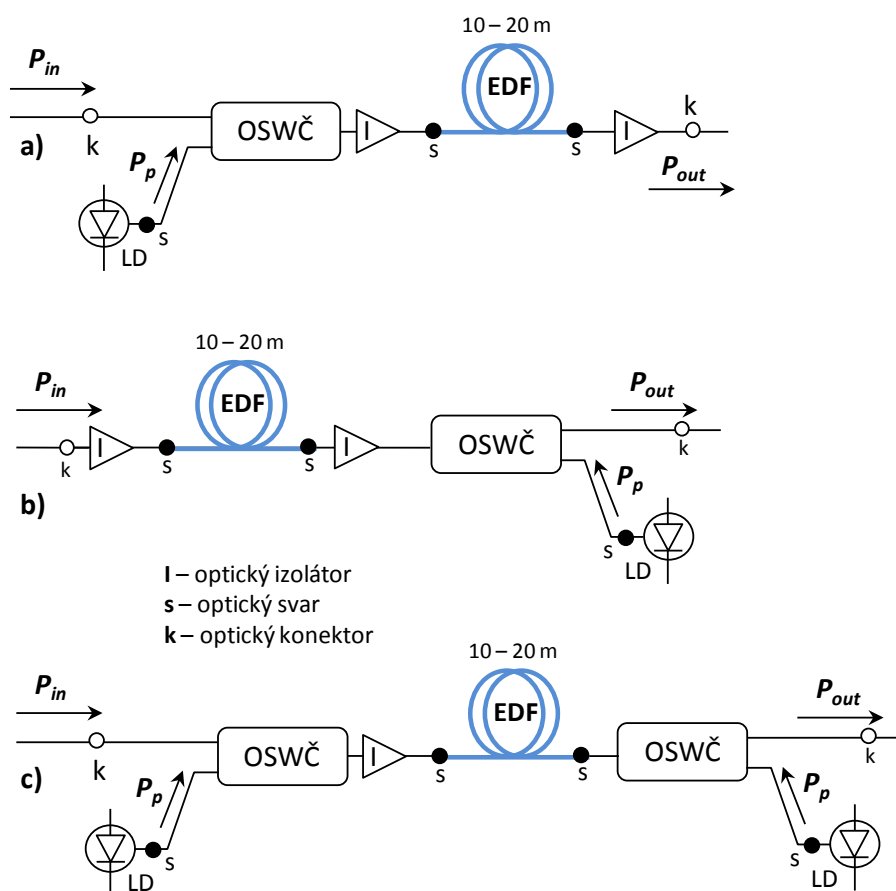 10 – 20 m
P_in
EDF
k
OSWČ
I
s
s
I
k
a)
P_p
P_out
s
LD
10 – 20 m
P_in
P_out
EDF
OSWČ
k
I
s
s
I
k
b)
P_p
s
LD
I – optický izolátor
s – optický svar
k – optický konektor
10 – 20 m
P_in
P_out
EDF
OSWČ
I
OSWČ
k
s
s
k
c)
P_p
P_p
s
LD
s
LD